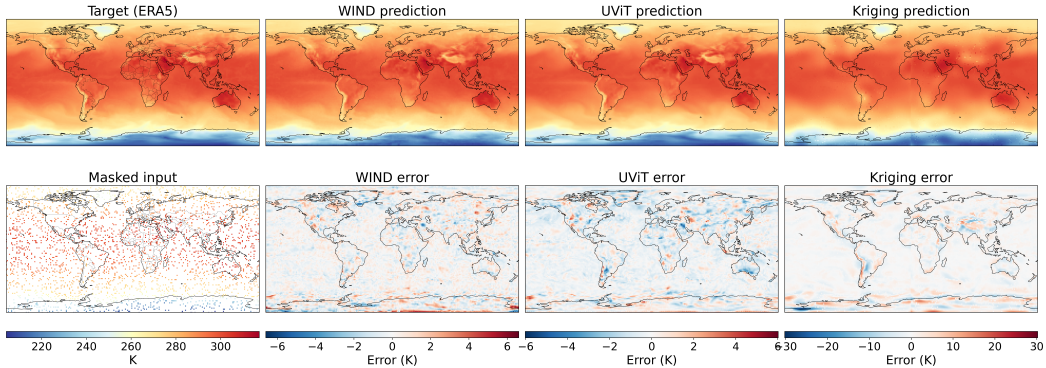 Target (ERA5) WIND prediction UViT prediction Kriging prediction
Masked input WIND error UViT error Kriging error
220 240 260 280 300 −6 −4 −2 0 2 4 6 −6 −4 −2 0 2 4 6 −30 −20 −10 0 10 20 30
K Error (K) Error (K) Error (K)